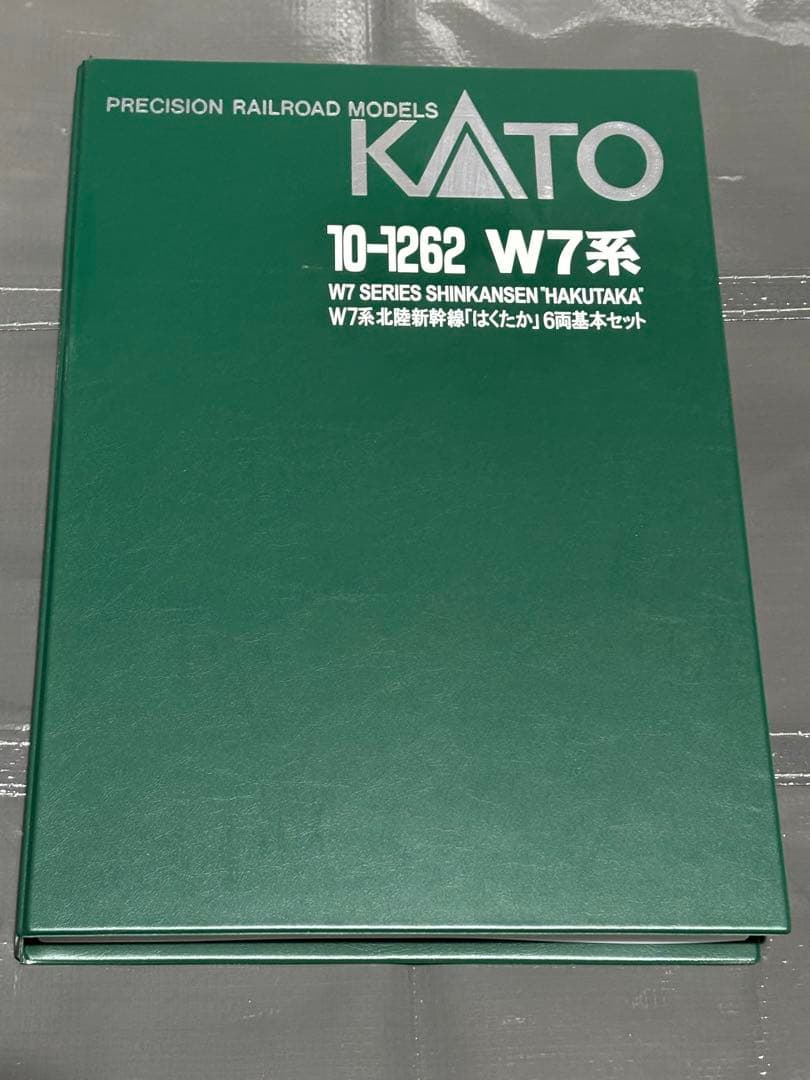 PRECISION RAILROAD MODELS
KATO
10-1262 W7系
W7 SERIES SHINKANSEN "HAKUTAKA"
W7系北陸新幹線「はくたか」6両基本セット